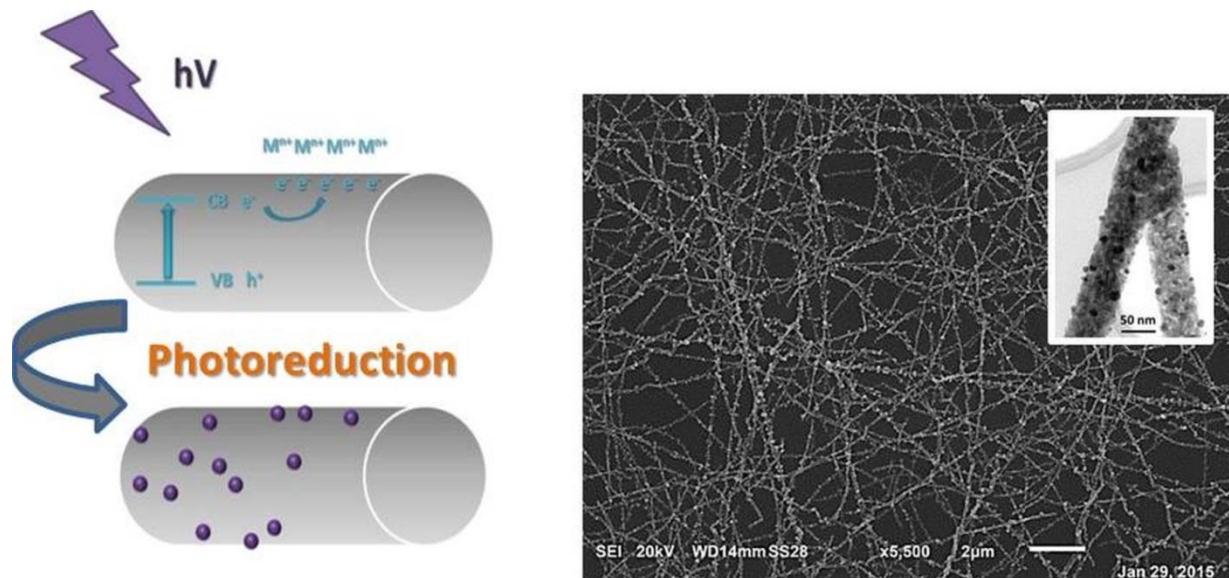 hV
Mn+ Mn+ Mn+ Mn+
e- e- e- e- e-
CB e-
VB h+
Photoreduction
50 nm
SEI 20kV WD14mm SS28 x5,500 2μm
Jan 29, 2015